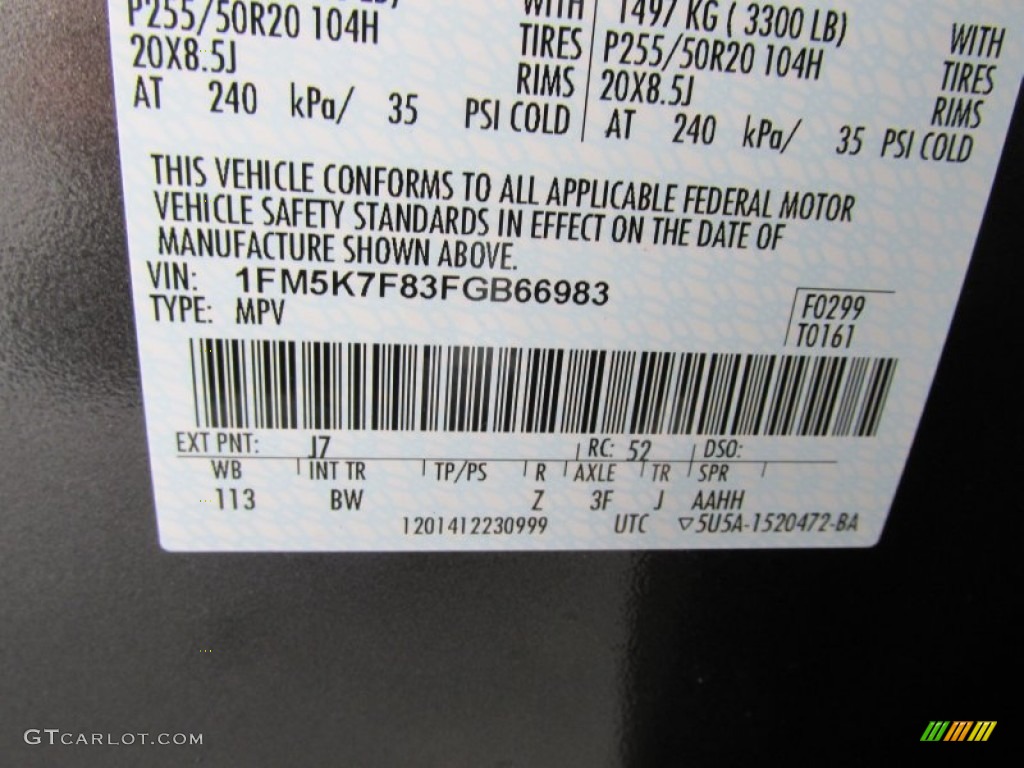 WITH 1497 KG ( 3300 LB) WITH
P255/50R20 104H TIRES P255/50R20 104H TIRES
20X8.5J RIMS 20X8.5J RIMS
AT 240 kPa/ 35 PSI COLD AT 240 kPa/ 35 PSI COLD
THIS VEHICLE CONFORMS TO ALL APPLICABLE FEDERAL MOTOR
VEHICLE SAFETY STANDARDS IN EFFECT ON THE DATE OF
MANUFACTURE SHOWN ABOVE.
VIN: 1FM5K7F83FGB66983
TYPE: MPV
F0299
T0161
EXT PNT: J7 RC: 52 DSO:
WB INT TR TP/PS R AXLE TR SPR
113 BW Z 3F J AAHH
1201412230999 UTC ▽5U5A-1520472-BA
GTCARLOT.COM